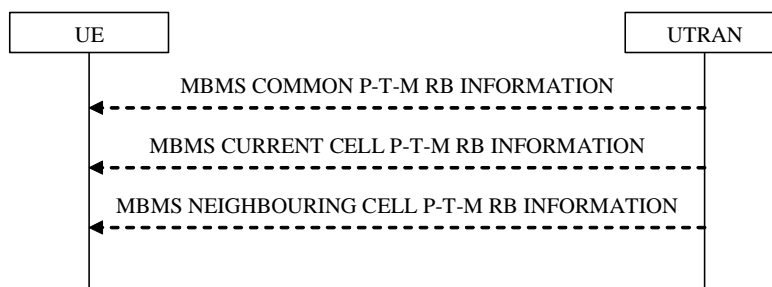 UE
UTRAN
MBMS COMMON P-T-M RB INFORMATION
MBMS CURRENT CELL P-T-M RB INFORMATION
MBMS NEIGHBOURING CELL P-T-M RB INFORMATION